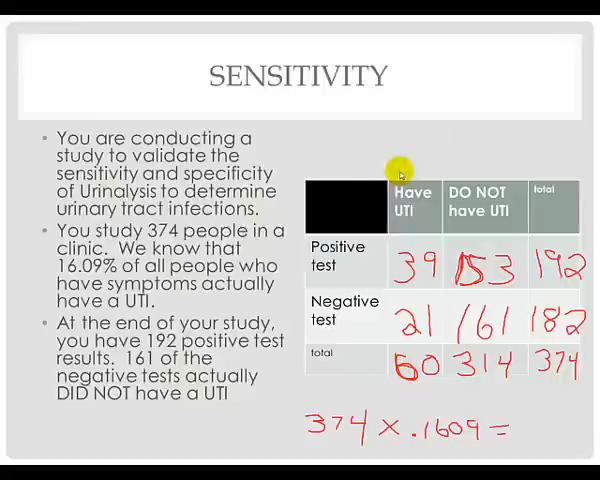 SENSITIVITY
• You are conducting a
study to validate the
sensitivity and specificity
of Urinalysis to determine
urinary tract infections.
• You study 374 people in a
clinic. We know that
16.09% of all people who
have symptoms actually
have a UTI.
• At the end of your study,
you have 192 positive test
results. 161 of the
negative tests actually
DID NOT have a UTI
Have UTI DO NOT have UTI total
Positive test 39 153 192
Negative test 21 161 182
total 60 314 374
374 × .1609 =